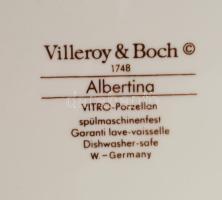 Villeroy & Boch ©
1748
Albertina
VITRO-Porzellan
spülmaschinenfest
Garanti lave-vaisselle
Dishwasher-safe
W.-Germany